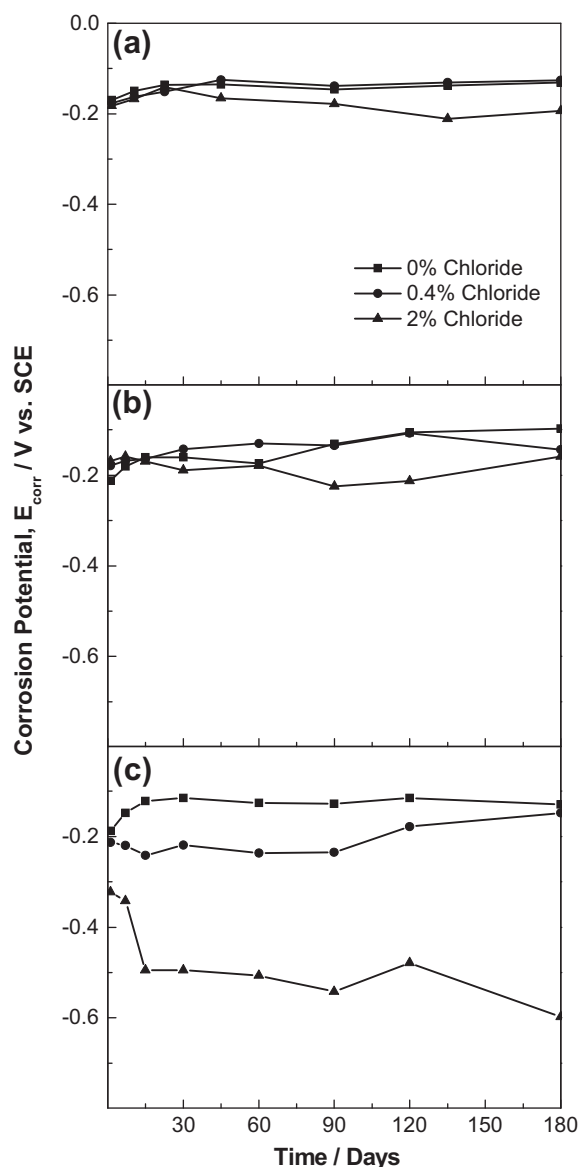 0.0
(a)
-0.2
-0.4
-0.6
0% Chloride
0.4% Chloride
2% Chloride
(b)
-0.2
-0.4
-0.6
(c)
-0.2
-0.4
-0.6
30 60 90 120 150 180
Time / Days
Corrosion Potential, E_corr / V vs. SCE